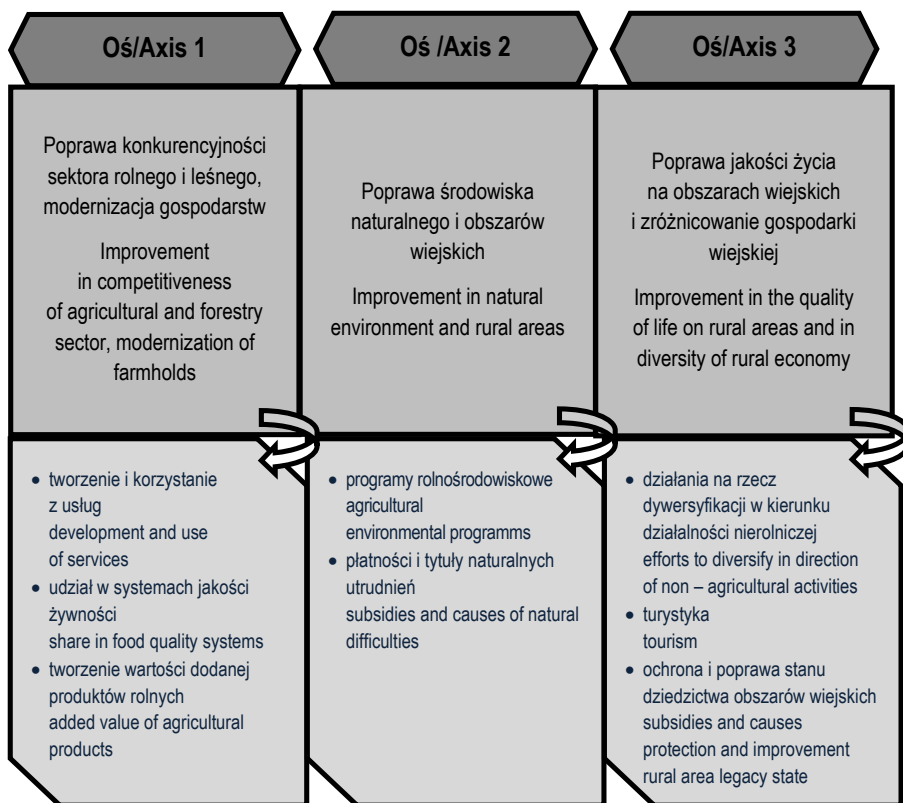 Oś/Axis 1
Poprawa konkurencyjności
sektora rolnego i leśnego,
modernizacja gospodarstw
Improvement
in competitiveness
of agricultural and forestry
sector, modernization of
farmholds
• tworzenie i korzystanie
z usług
development and use
of services
• udział w systemach jakości
żywności
share in food quality systems
• tworzenie wartości dodanej
produktów rolnych
added value of agricultural
products
Oś /Axis 2
Poprawa środowiska
naturalnego i obszarów
wiejskich
Improvement in natural
environment and rural areas
• programy rolnośrodowiskowe
agricultural
environmental programms
• płatności i tytuły naturalnych
utrudnień
subsidies and causes of natural
difficulties
Oś/Axis 3
Poprawa jakości życia
na obszarach wiejskich
i zróżnicowanie gospodarki
wiejskiej
Improvement in the quality
of life on rural areas and in
diversity of rural economy
• działania na rzecz
dywersyfikacji w kierunku
działalności nierolniczej
efforts to diversify in direction
of non – agricultural activities
• turystyka
tourism
• ochrona i poprawa stanu
dziedzictwa obszarów wiejskich
subsidies and causes
protection and improvement
rural area legacy state